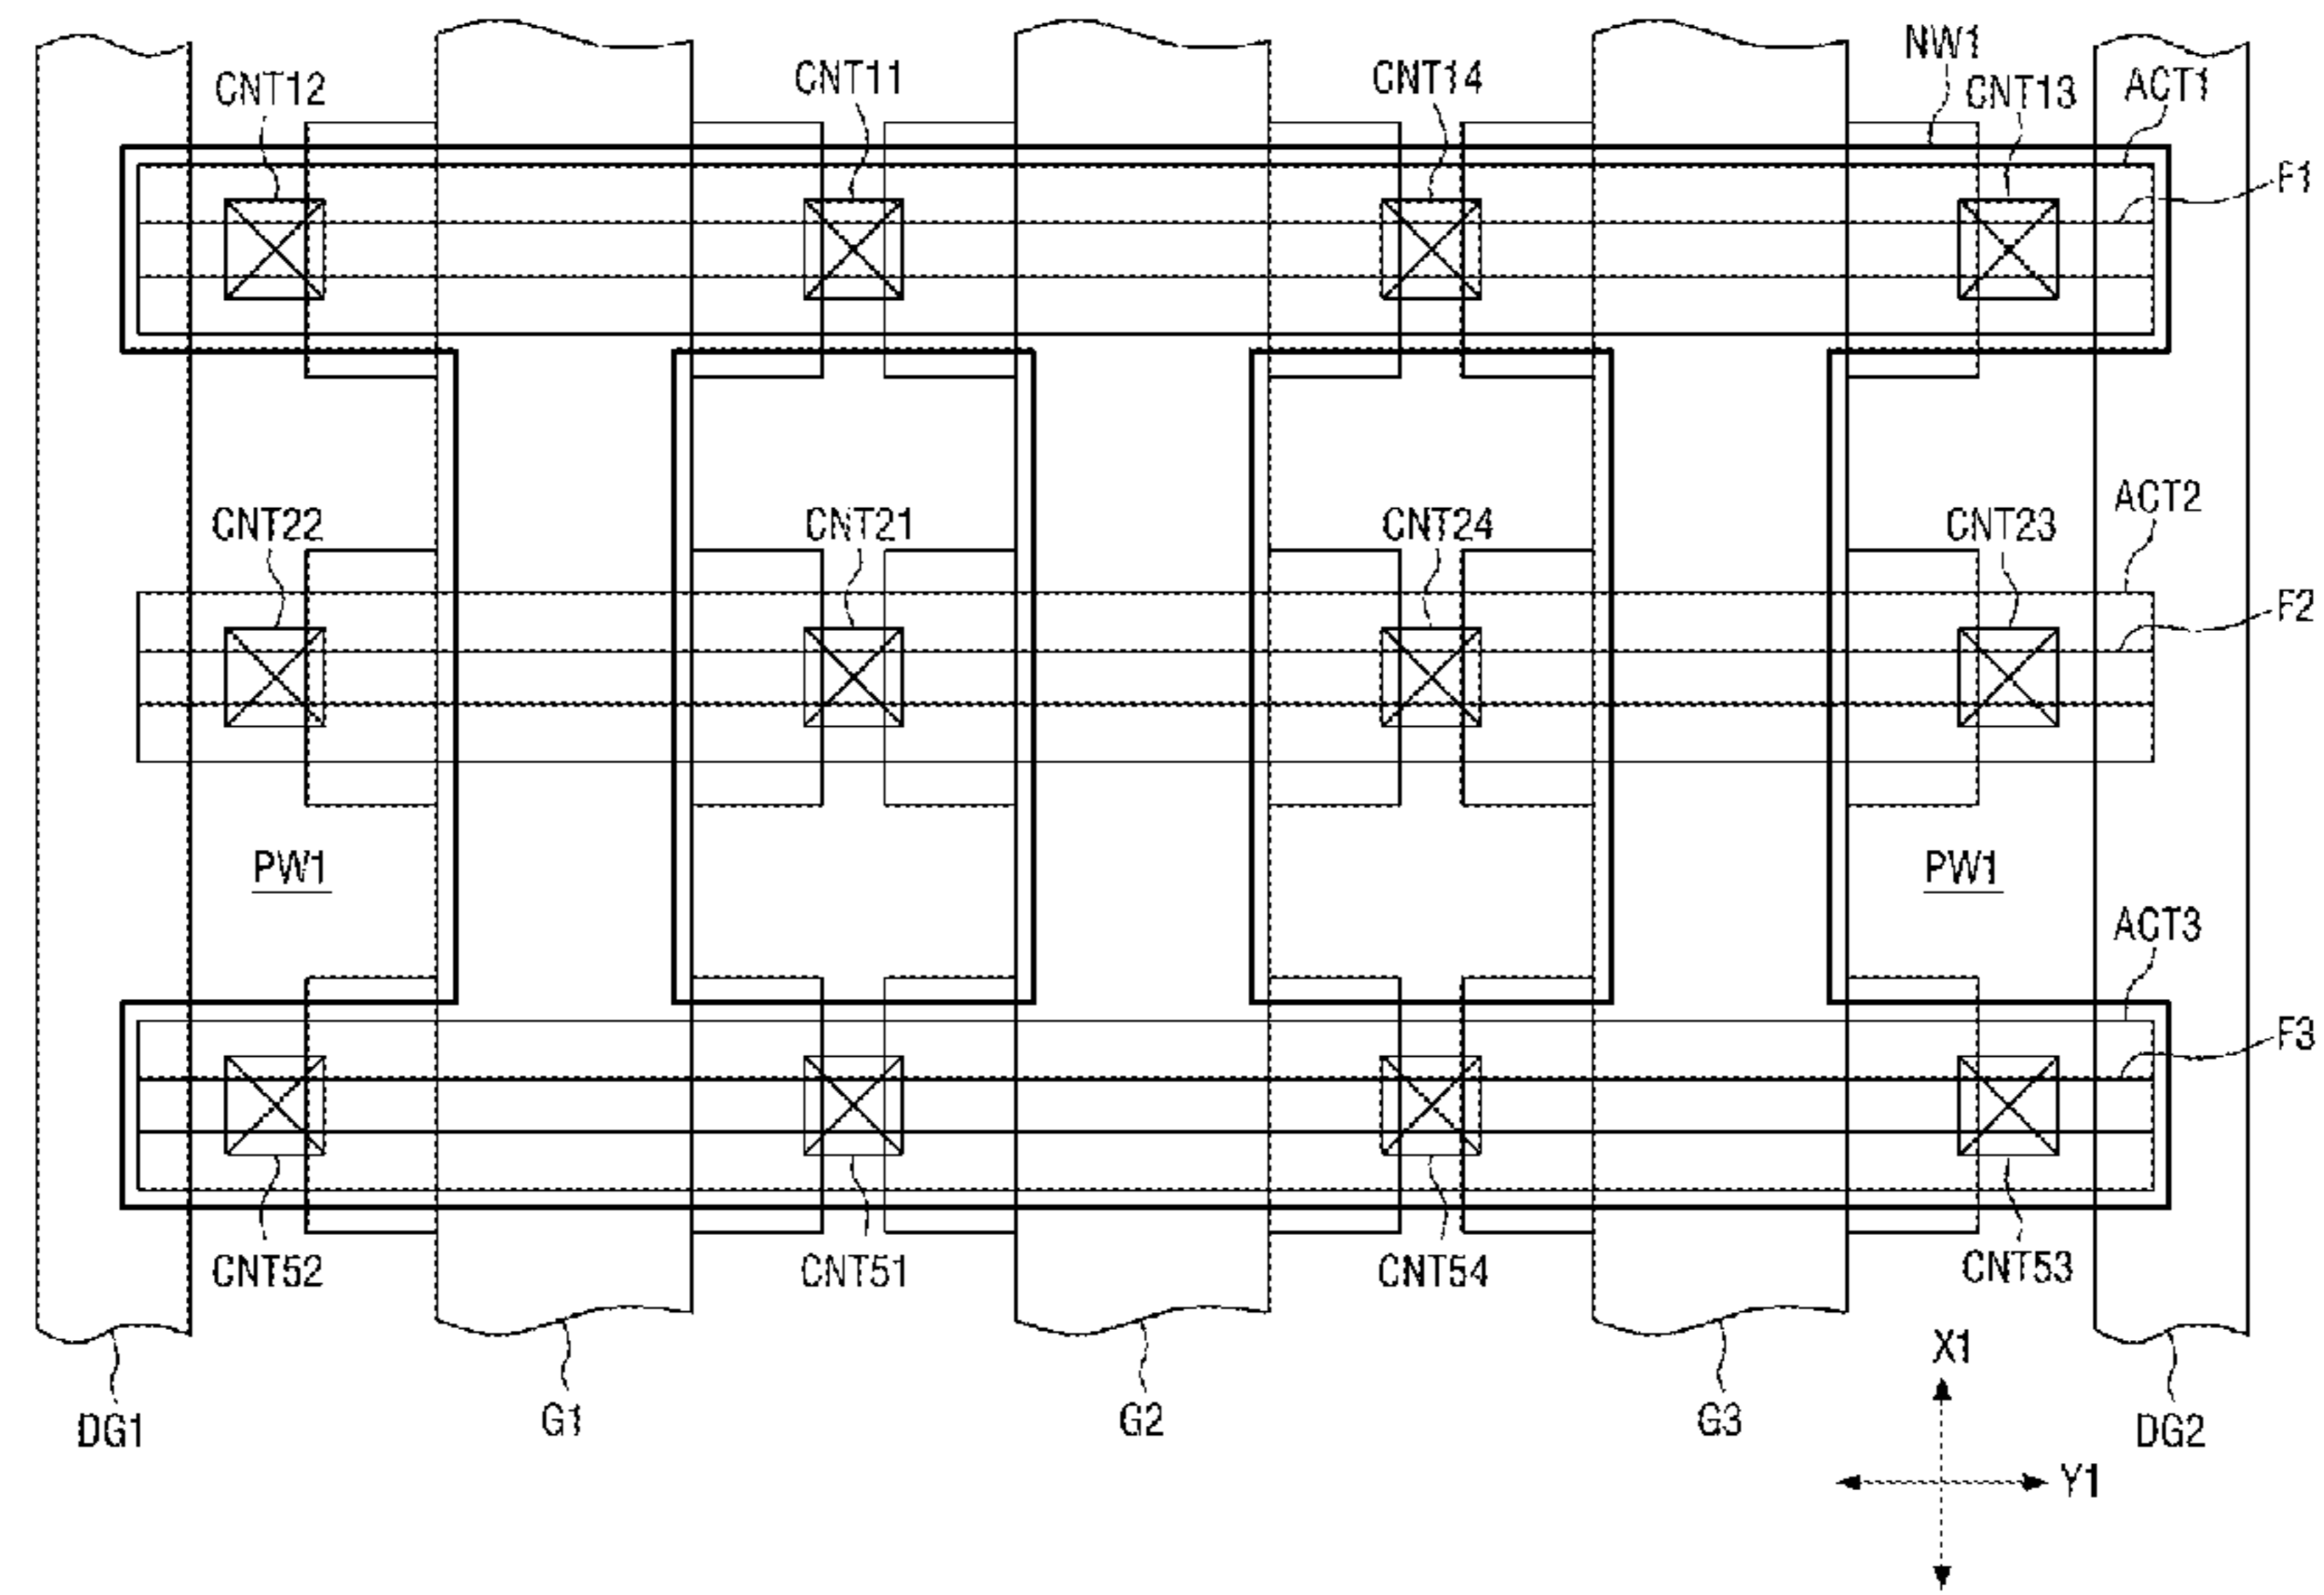 NW1
CNT12
CNT11
CNT14
CNT13
ACT1
F1
CNT22
CNT21
CNT24
CNT23
ACT2
F2
PW1
PW1
ACT3
F3
CNT52
CNT51
CNT54
CNT53
DG1
G1
G2
G3
DG2
X1
Y1